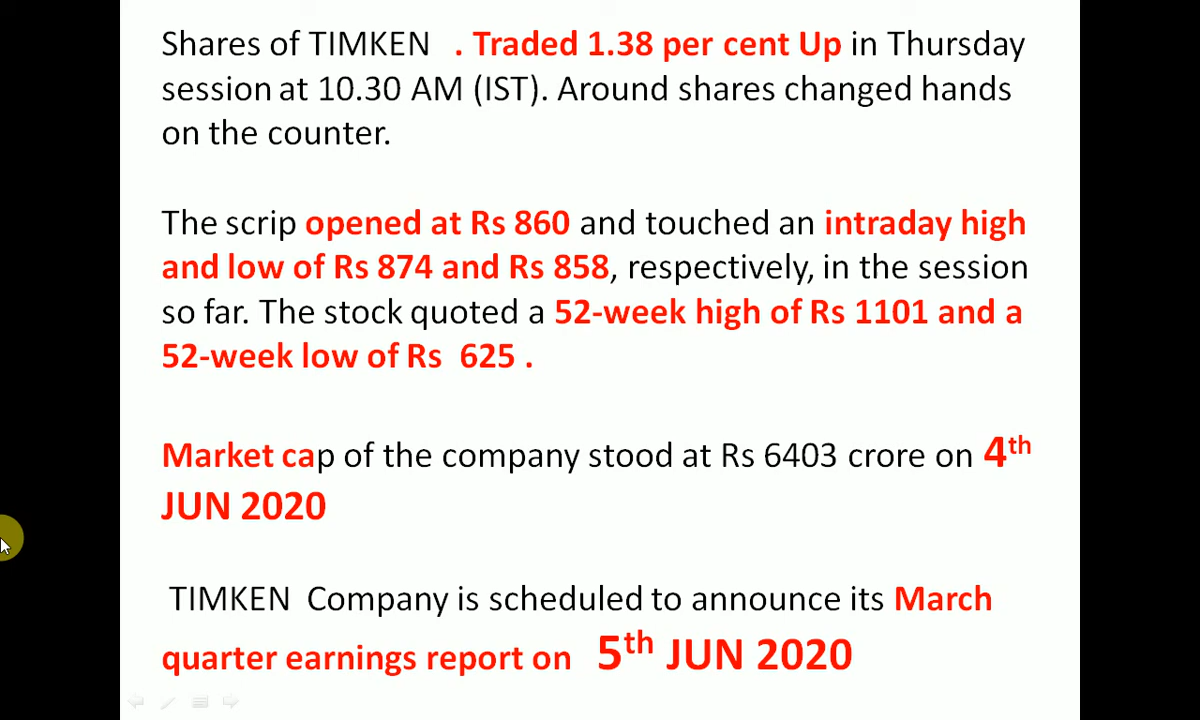 Shares of TIMKEN . Traded 1.38 per cent Up in Thursday
session at 10.30 AM (IST). Around shares changed hands
on the counter.
The scrip opened at Rs 860 and touched an intraday high
and low of Rs 874 and Rs 858, respectively, in the session
so far. The stock quoted a 52-week high of Rs 1101 and a
52-week low of Rs 625 .
Market cap of the company stood at Rs 6403 crore on 4th
JUN 2020
TIMKEN Company is scheduled to announce its March
quarter earnings report on 5th JUN 2020